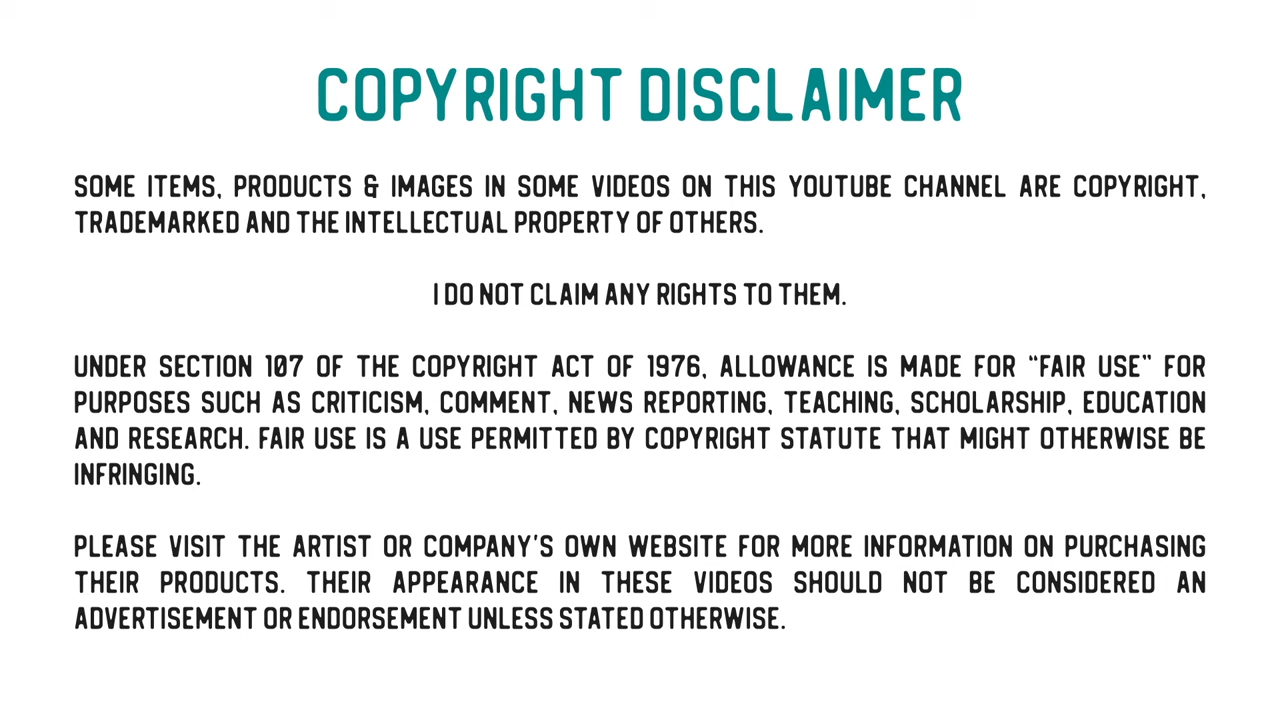 COPYRIGHT DISCLAIMER
SOME ITEMS, PRODUCTS & IMAGES IN SOME VIDEOS ON THIS YOUTUBE CHANNEL ARE COPYRIGHT,
TRADEMARKED AND THE INTELLECTUAL PROPERTY OF OTHERS.
I DO NOT CLAIM ANY RIGHTS TO THEM.
UNDER SECTION 107 OF THE COPYRIGHT ACT OF 1976, ALLOWANCE IS MADE FOR “FAIR USE” FOR
PURPOSES SUCH AS CRITICISM, COMMENT, NEWS REPORTING, TEACHING, SCHOLARSHIP, EDUCATION
AND RESEARCH. FAIR USE IS A USE PERMITTED BY COPYRIGHT STATUTE THAT MIGHT OTHERWISE BE
INFRINGING.
PLEASE VISIT THE ARTIST OR COMPANY'S OWN WEBSITE FOR MORE INFORMATION ON PURCHASING
THEIR PRODUCTS. THEIR APPEARANCE IN THESE VIDEOS SHOULD NOT BE CONSIDERED AN
ADVERTISEMENT OR ENDORSEMENT UNLESS STATED OTHERWISE.